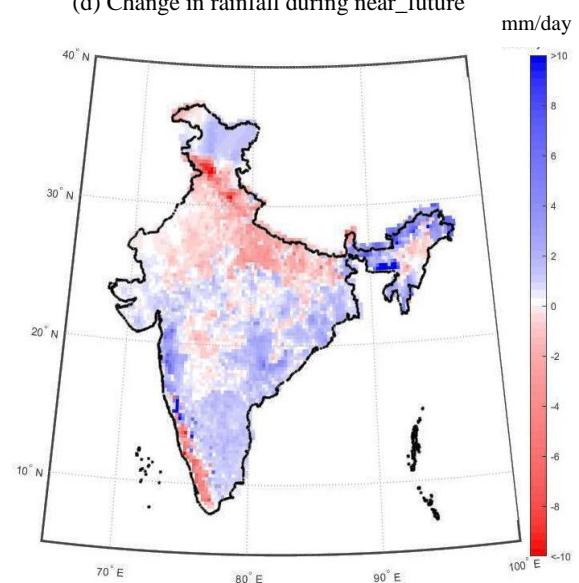 (d) Change in rainfall during near_future
mm/day
40° N
30° N
20° N
10° N
70° E
80° E
90° E
100° E
>10
8
6
4
2
0
-2
-4
-6
-8
<-10